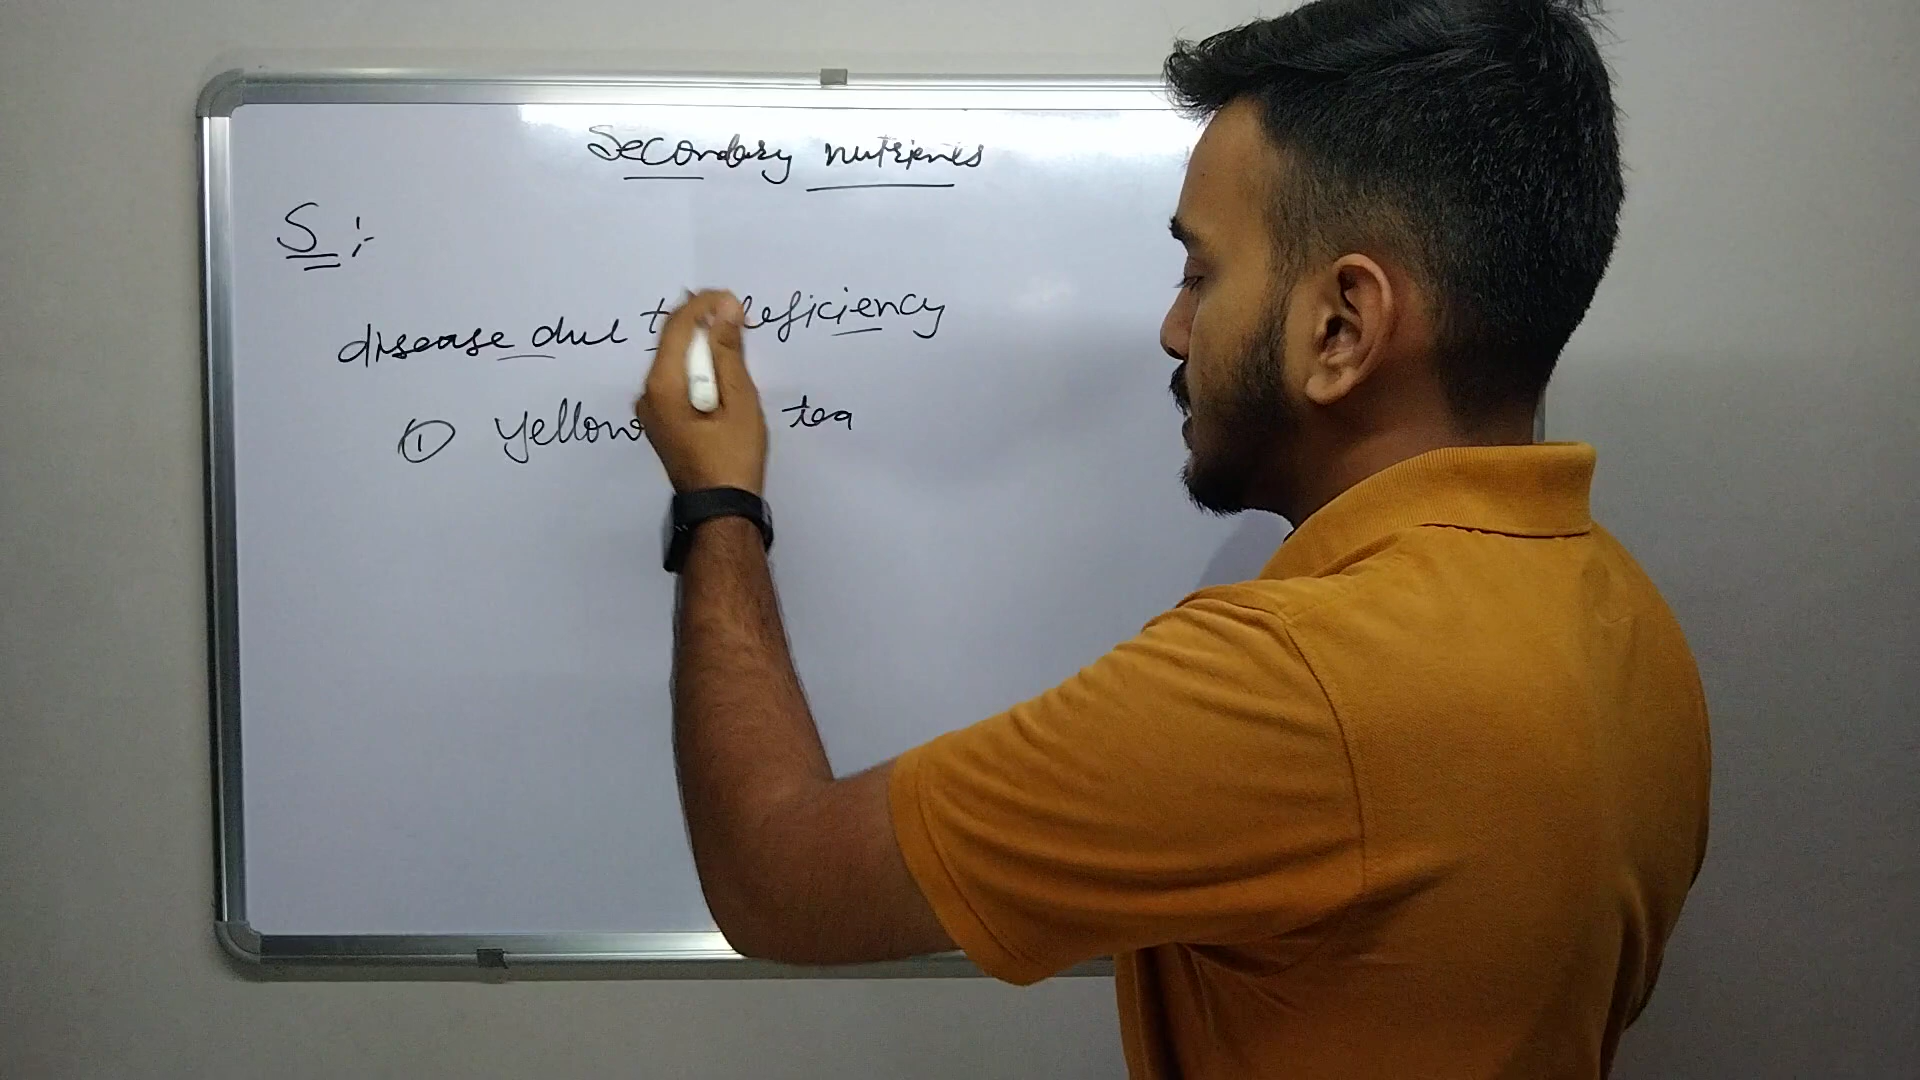 Secondary nutrients
S :-
disease due deficiency
① yellow tea